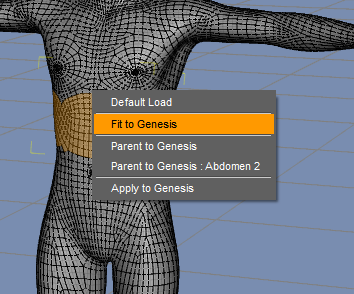 Default Load
Fit to Genesis
Parent to Genesis
Parent to Genesis : Abdomen 2
Apply to Genesis